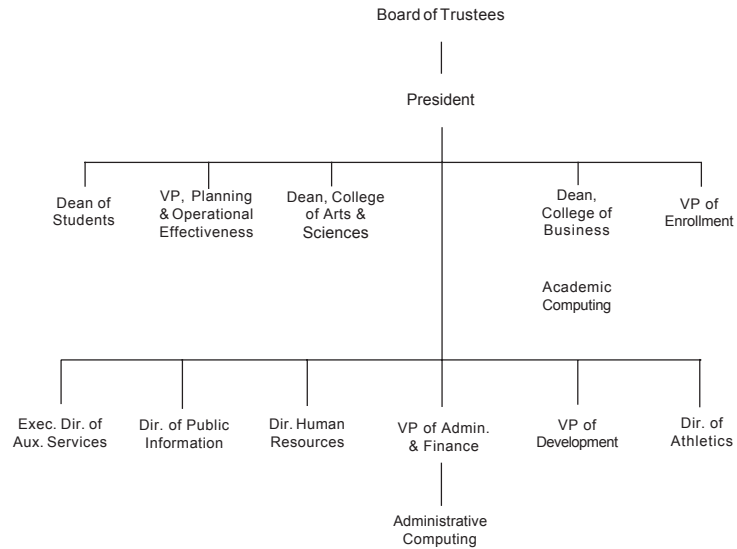 Board of Trustees
President
Dean of
Students
VP, Planning
& Operational
Effectiveness
Dean, College
of Arts &
Sciences
Dean,
College of
Business
VP of
Enrollment
Academic
Computing
Exec. Dir. of
Aux. Services
Dir. of Public
Information
Dir. Human
Resources
VP of Admin.
& Finance
VP of
Development
Dir. of
Athletics
Administrative
Computing